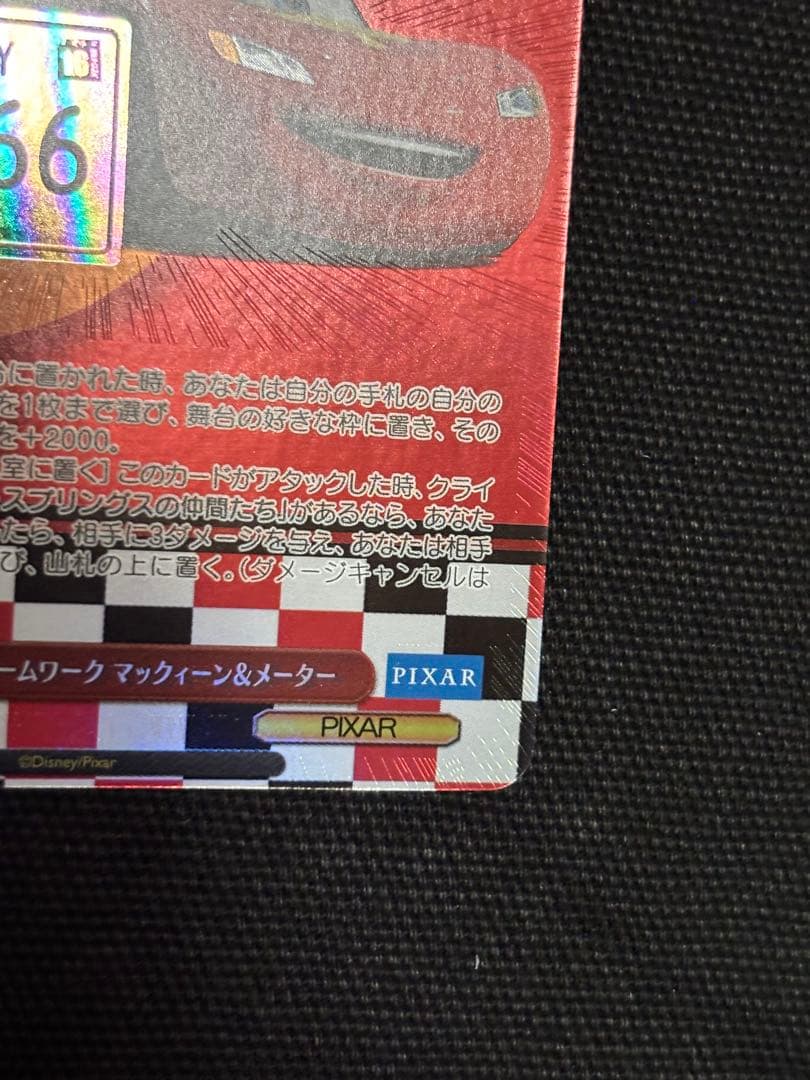 Y
66
に置かれた時、あなたは自分の手札の自分の
を1枚まで選び、舞台の好きな枠に置き、その
を+2000。
室に置く] このカードがアタックした時、クライ
スプリングスの仲間たち」があるなら、あなた
たら、相手に3ダメージを与え、あなたは相手
び、山札の上に置く。(ダメージキャンセルは
ームワーク マックィーン&メーター
PIXAR
PIXAR
©Disney/Pixar